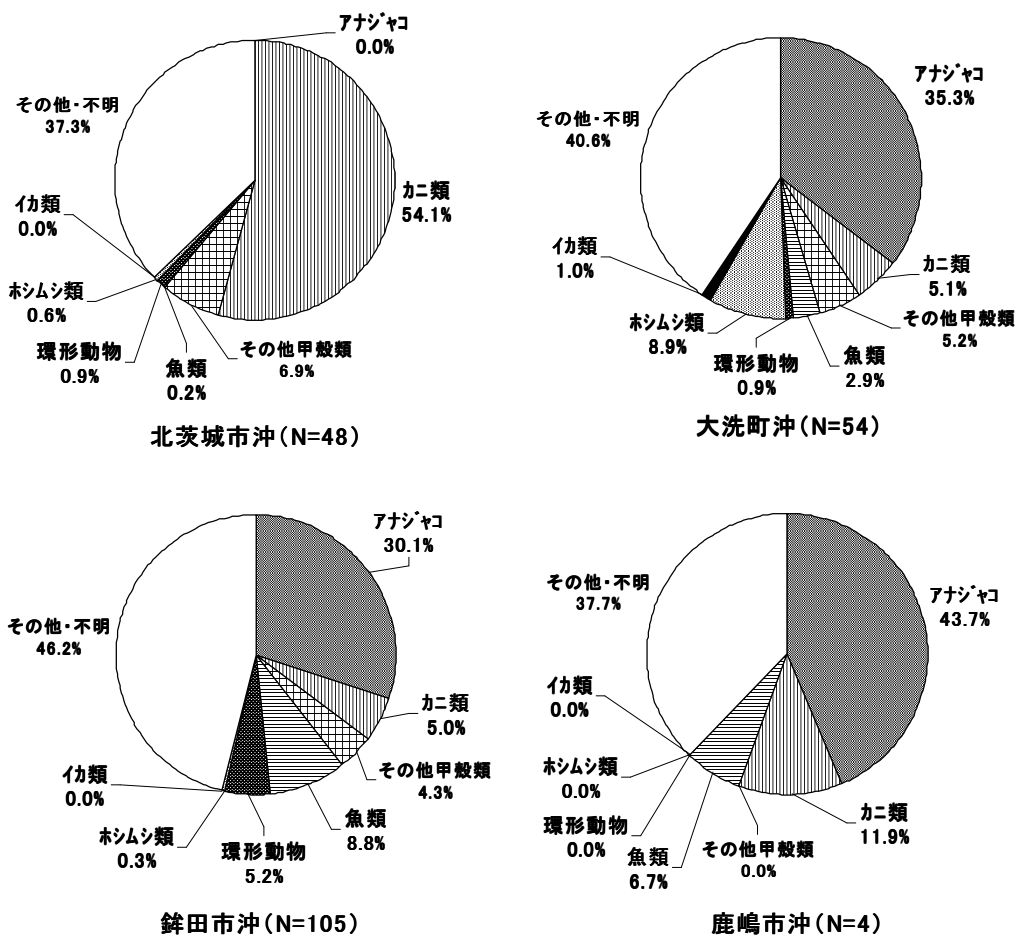 アナジャコ
0.0%
カニ類
54.1%
その他甲殻類
6.9%
魚類
0.2%
環形動物
0.9%
ホシムシ類
0.6%
イカ類
0.0%
その他・不明
37.3%
北茨城市沖(N=48)
アナジャコ
35.3%
カニ類
5.1%
その他甲殻類
5.2%
魚類
2.9%
環形動物
0.9%
ホシムシ類
8.9%
イカ類
1.0%
その他・不明
40.6%
大洗町沖(N=54)
アナジャコ
30.1%
カニ類
5.0%
その他甲殻類
4.3%
魚類
8.8%
環形動物
5.2%
ホシムシ類
0.3%
イカ類
0.0%
その他・不明
46.2%
鉾田市沖(N=105)
アナジャコ
43.7%
カニ類
11.9%
その他甲殻類
0.0%
魚類
6.7%
環形動物
0.0%
ホシムシ類
0.0%
イカ類
0.0%
その他・不明
37.7%
鹿嶋市沖(N=4)